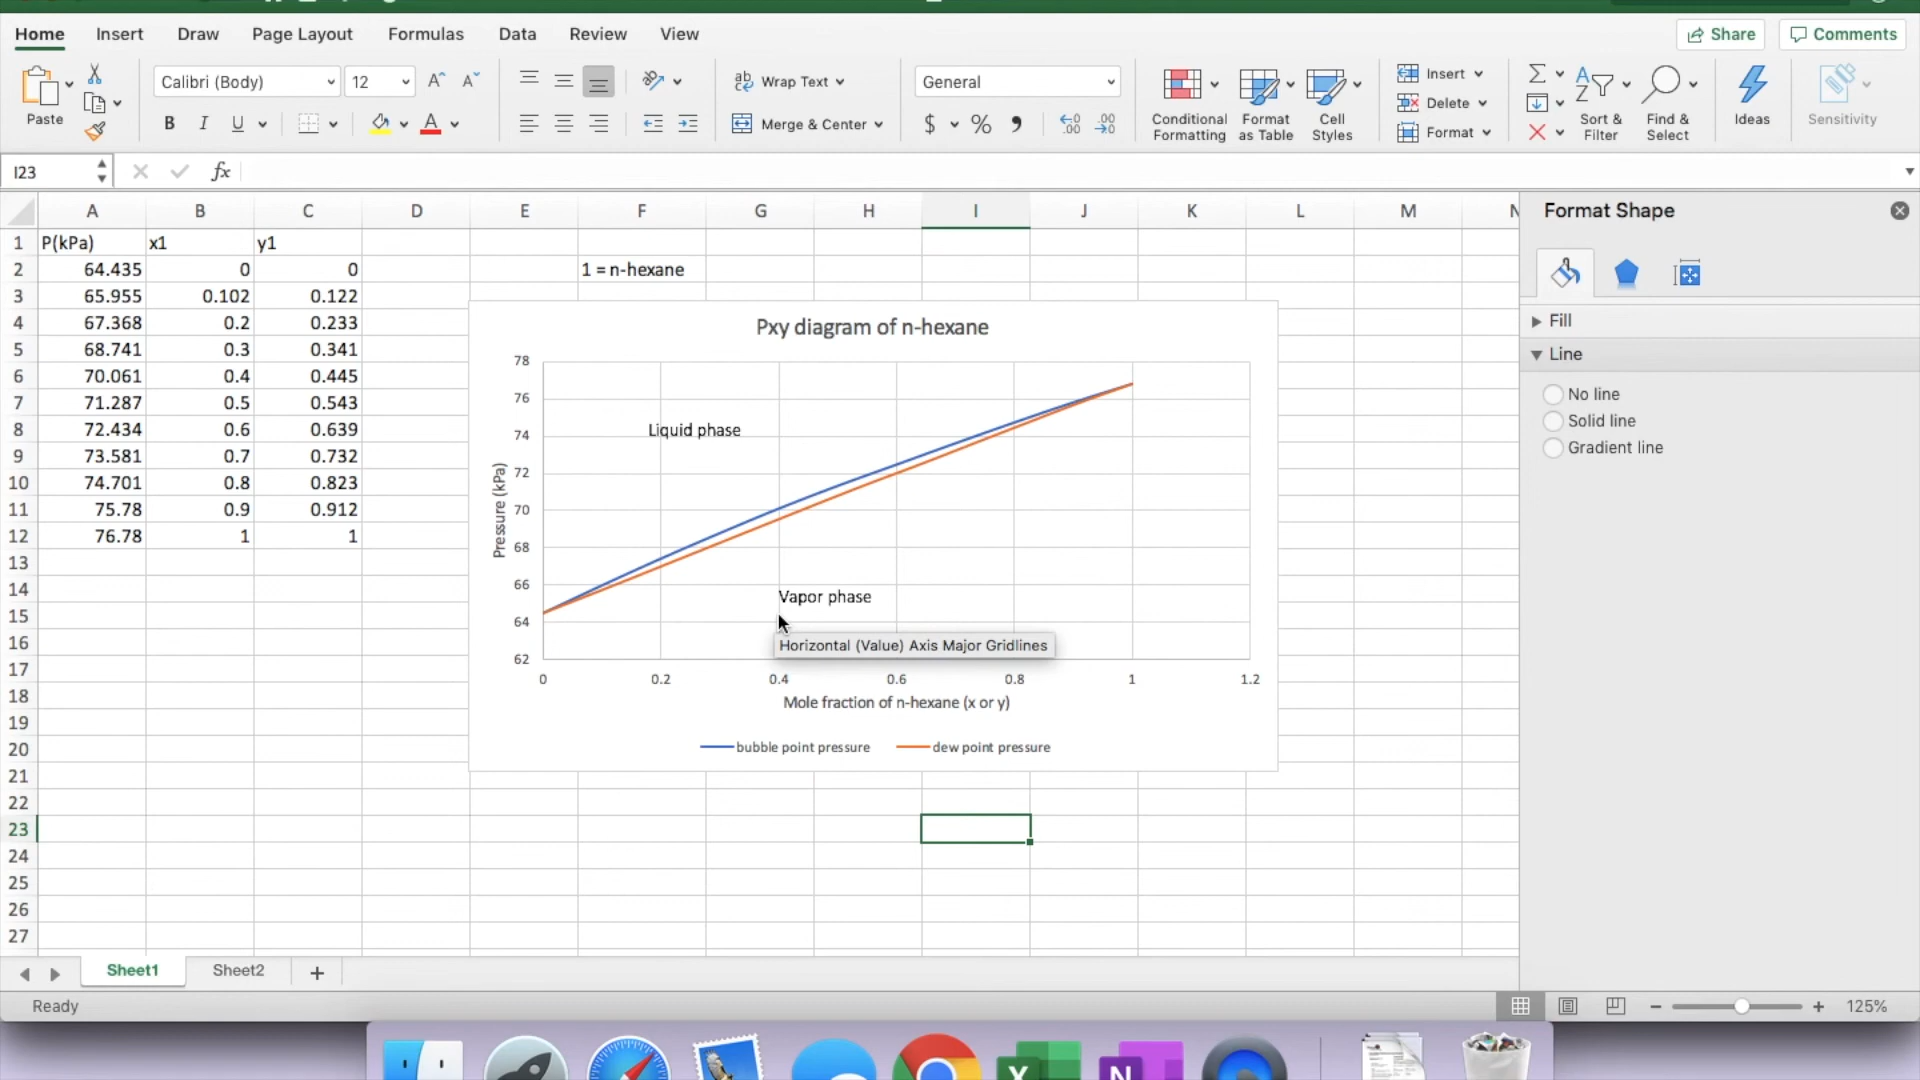 Home Insert Draw Page Layout Formulas Data Review View Share Comments
Paste Calibri (Body) 12 Wrap Text General Insert
B I U Merge & Center $ % Conditional Formatting Format as Table Cell Styles Delete Format Sort & Filter Find & Select Ideas Sensitivity
I23 fx
A B C D E F G H I J K L M N
1 P(kPa) x1 y1
2 64.435 0 0 1 = n-hexane
3 65.955 0.102 0.122
4 67.368 0.2 0.233
5 68.741 0.3 0.341
6 70.061 0.4 0.445
7 71.287 0.5 0.543
8 72.434 0.6 0.639
9 73.581 0.7 0.732
10 74.701 0.8 0.823
11 75.78 0.9 0.912
12 76.78 1 1
13
14
15
16
17
18
19
20
21
22
23
24
25
26
27
Pxy diagram of n-hexane
78
76
74
72
70
68
66
64
62
Pressure (kPa)
Liquid phase
Vapor phase
Horizontal (Value) Axis Major Gridlines
0 0.2 0.4 0.6 0.8 1 1.2
Mole fraction of n-hexane (x or y)
bubble point pressure dew point pressure
Format Shape
Fill
Line
No line
Solid line
Gradient line
Sheet1 Sheet2 +
Ready 125%